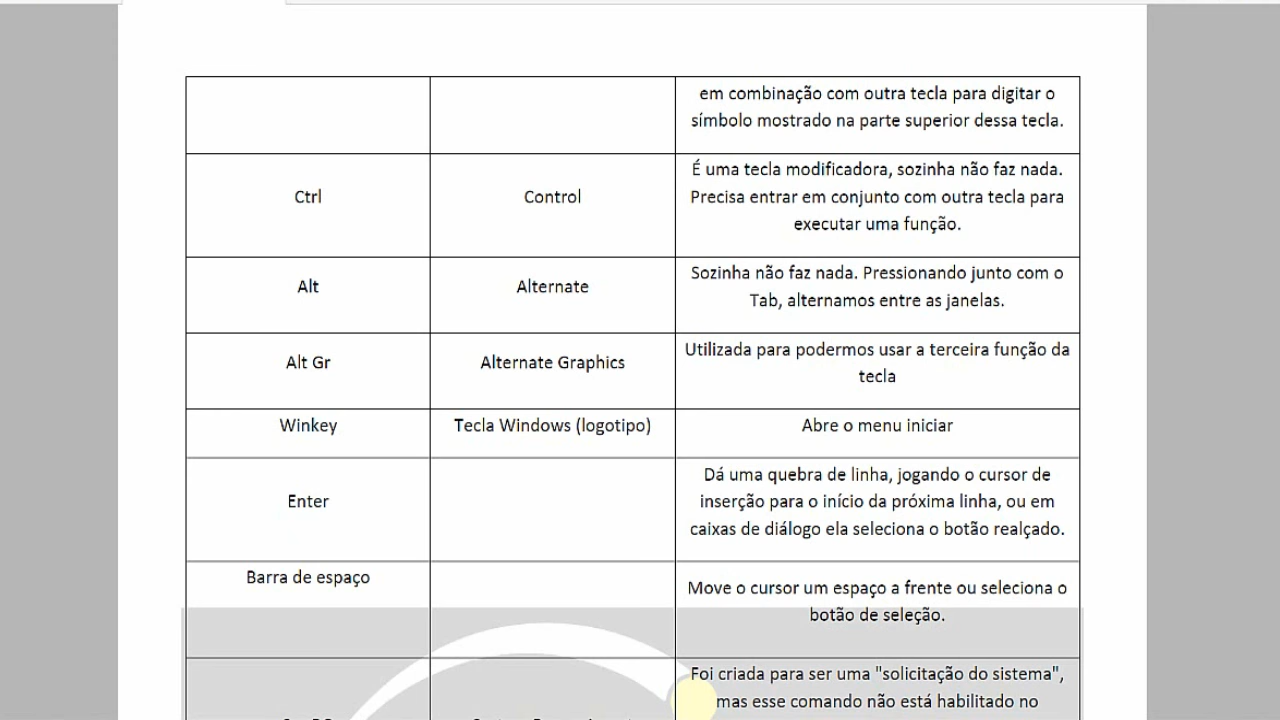 em combinação com outra tecla para digitar o
símbolo mostrado na parte superior dessa tecla.
Ctrl
Control
É uma tecla modificadora, sozinha não faz nada.
Precisa entrar em conjunto com outra tecla para
executar uma função.
Alt
Alternate
Sozinha não faz nada. Pressionando junto com o
Tab, alternamos entre as janelas.
Alt Gr
Alternate Graphics
Utilizada para podermos usar a terceira função da
tecla
Winkey
Tecla Windows (logotipo)
Abre o menu iniciar
Enter
Dá uma quebra de linha, jogando o cursor de
inserção para o início da próxima linha, ou em
caixas de diálogo ela seleciona o botão realçado.
Barra de espaço
Move o cursor um espaço a frente ou seleciona o
botão de seleção.
Foi criada para ser uma "solicitação do sistema",
mas esse comando não está habilitado no